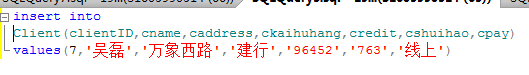 insert into
Client(clientID,cname,caddress,ckaihuhang,credit,cshuihao,cpay)
values(7,'吴磊','万象西路','建行','96452','763','线上')